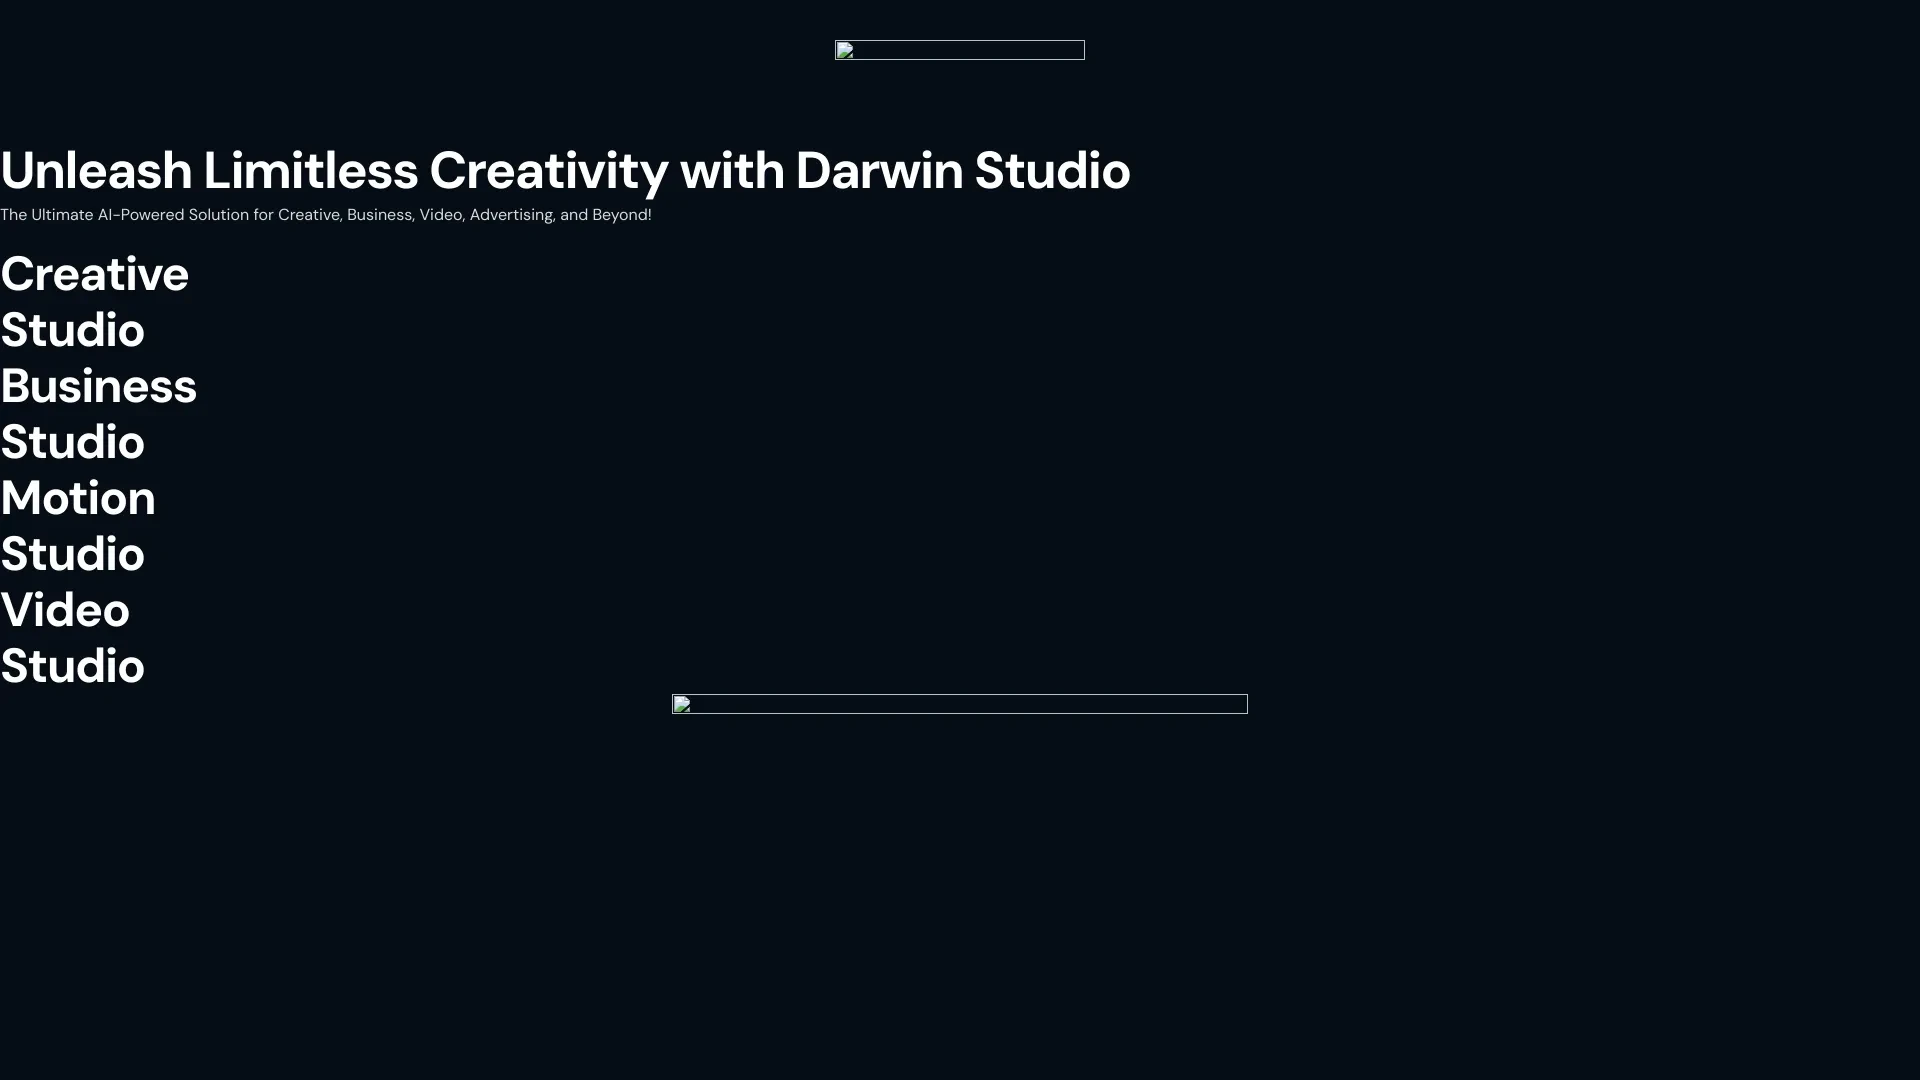 Unleash Limitless Creativity with Darwin Studio
The Ultimate AI-Powered Solution for Creative, Business, Video, Advertising, and Beyond!
Creative
Studio
Business
Studio
Motion
Studio
Video
Studio